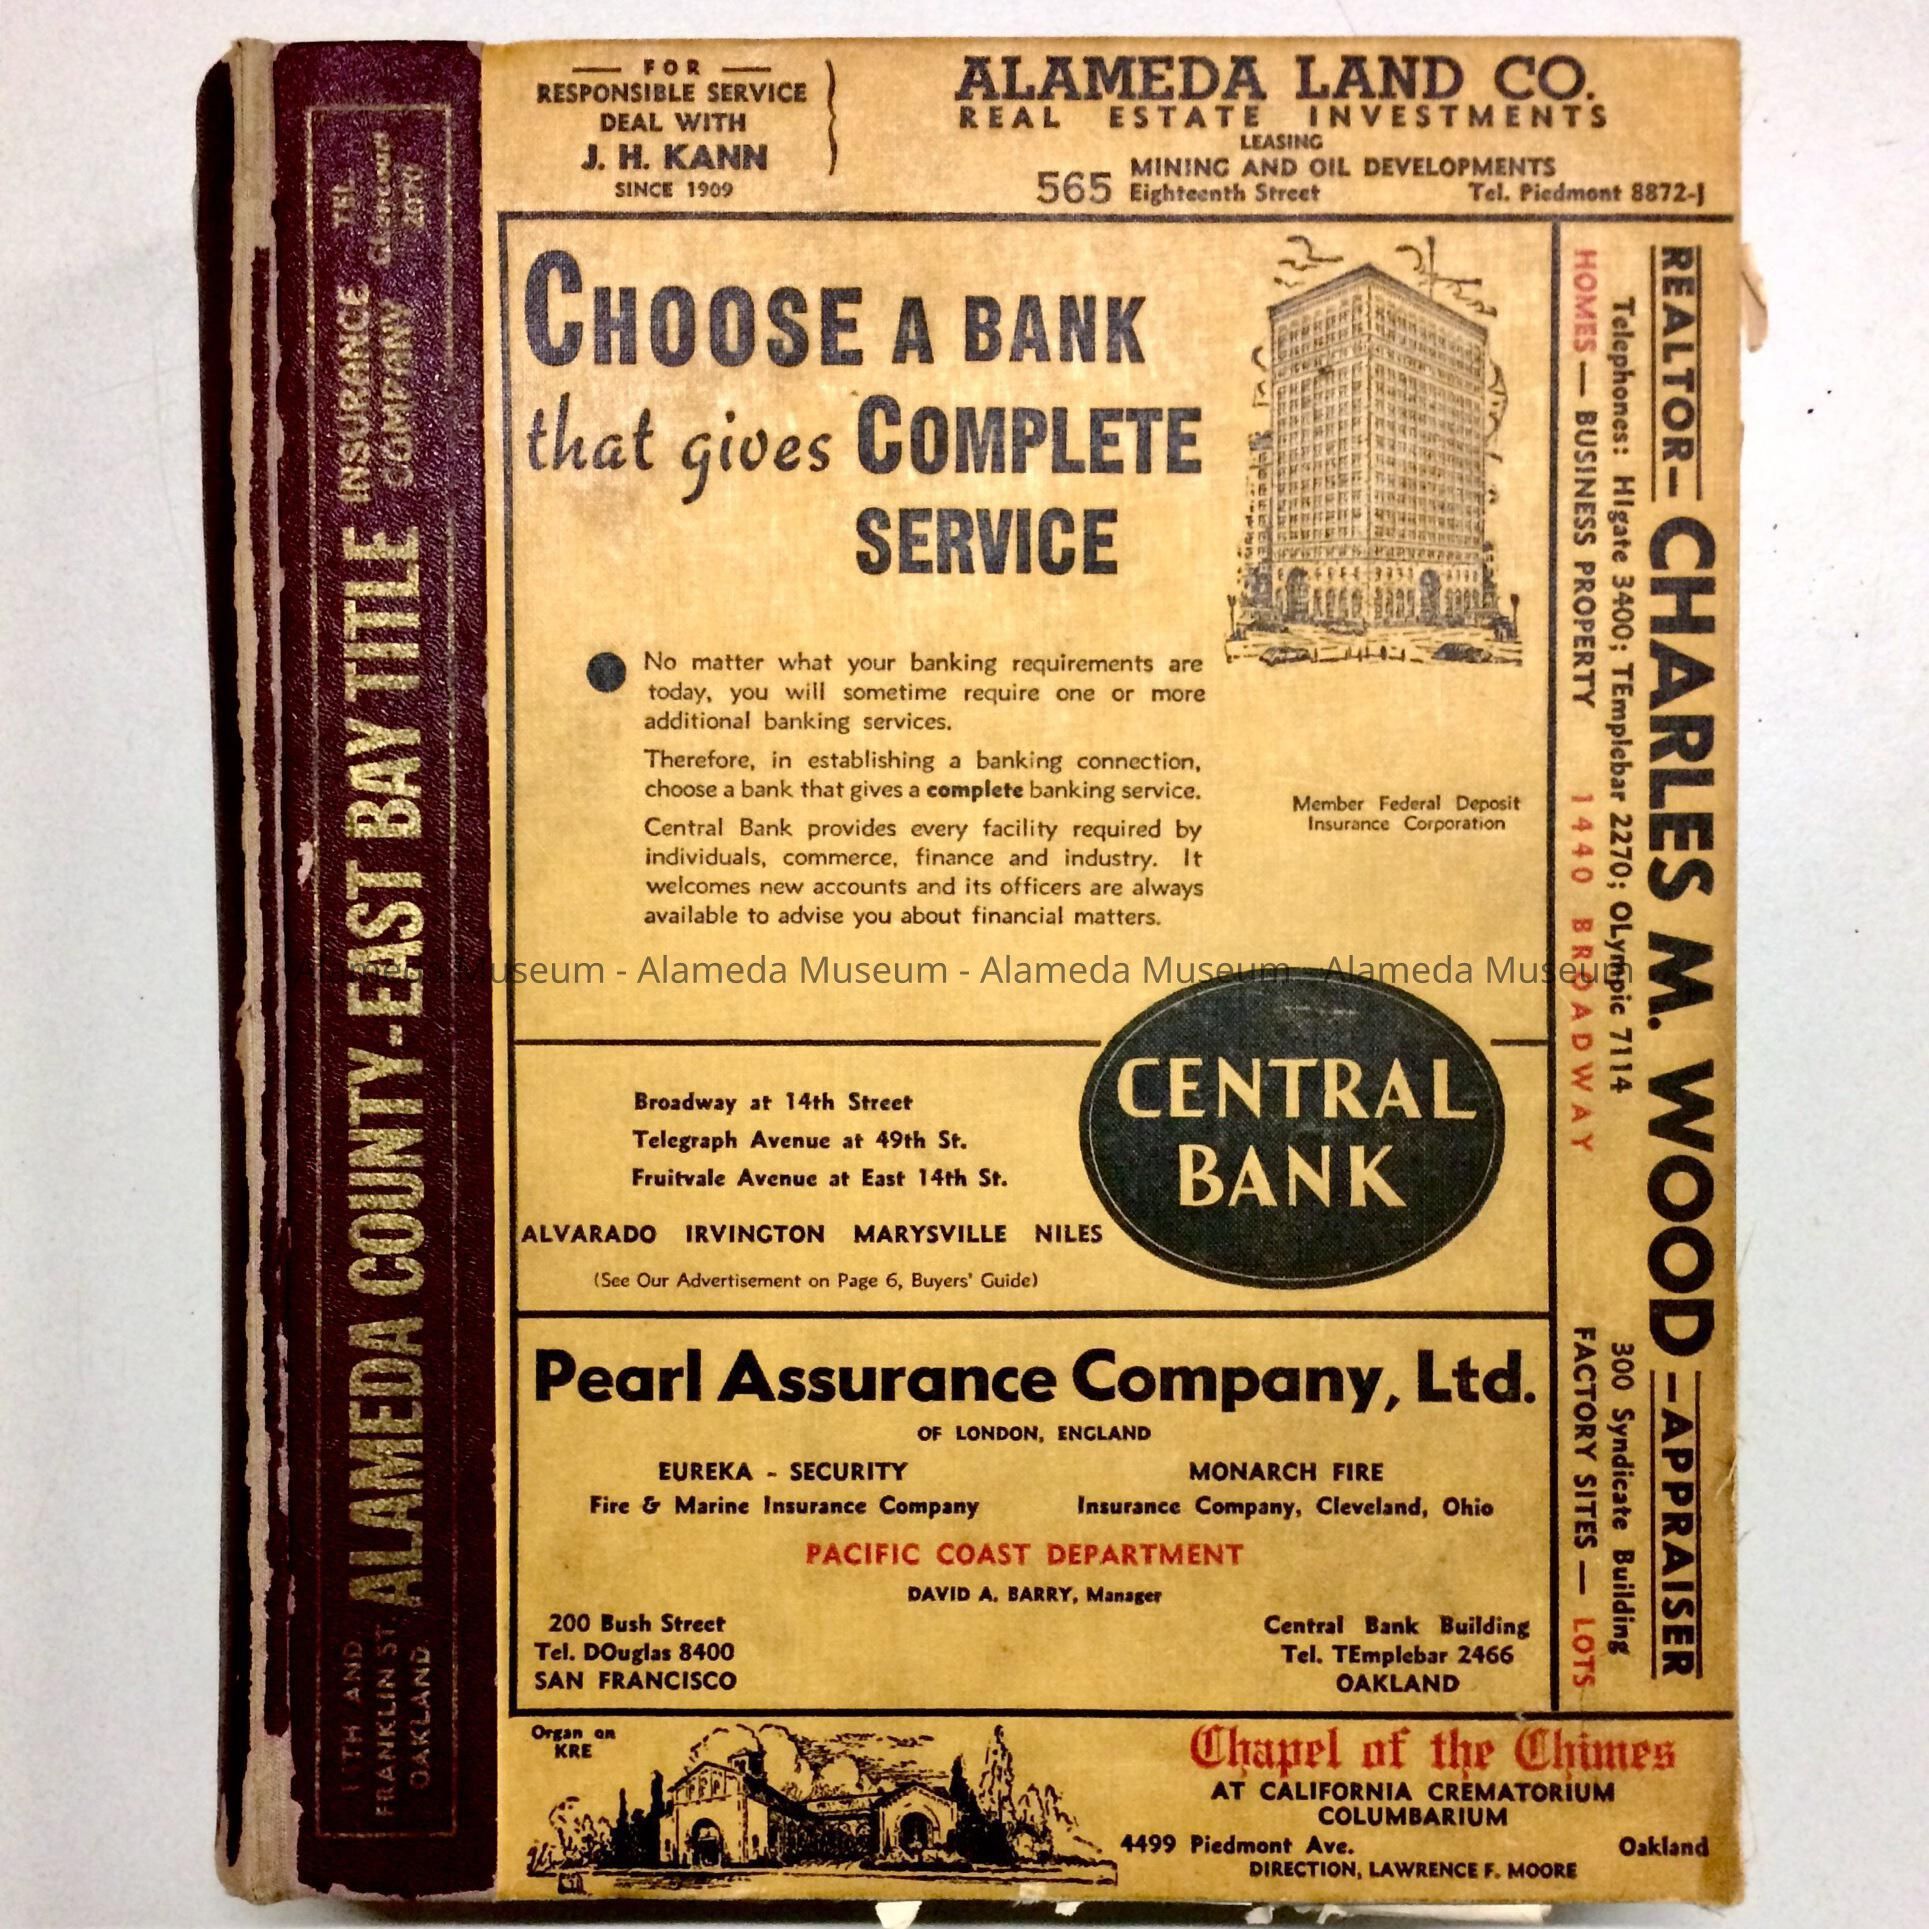 FOR
RESPONSIBLE SERVICE
DEAL WITH
J. H. KANN
SINCE 1909
ALAMEDA LAND CO.
REAL ESTATE INVESTMENTS
LEASING
MINING AND OIL DEVELOPMENTS
565 Eighteenth Street Tel. Piedmont 8872-J
CHOOSE A BANK
that gives COMPLETE
SERVICE
No matter what your banking requirements are
today, you will sometime require one or more
additional banking services.
Therefore, in establishing a banking connection,
choose a bank that gives a complete banking service.
Central Bank provides every facility required by
individuals, commerce, finance and industry. It
welcomes new accounts and its officers are always
available to advise you about financial matters.
Member Federal Deposit
Insurance Corporation
Alameda Museum - Alameda Museum - Alameda Museum - Alameda Museum
Broadway at 14th Street
Telegraph Avenue at 49th St.
Fruitvale Avenue at East 14th St.
ALVARADO IRVINGTON MARYSVILLE NILES
(See Our Advertisement on Page 6, Buyers' Guide)
CENTRAL
BANK
Pearl Assurance Company, Ltd.
OF LONDON, ENGLAND
EUREKA - SECURITY
Fire & Marine Insurance Company
MONARCH FIRE
Insurance Company, Cleveland, Ohio
PACIFIC COAST DEPARTMENT
DAVID A. BARRY, Manager
200 Bush Street
Tel. DOuglas 8400
SAN FRANCISCO
Central Bank Building
Tel. TEmplebar 2466
OAKLAND
Organ on
KRE
Chapel of the Chimes
AT CALIFORNIA CREMATORIUM
COLUMBARIUM
4499 Piedmont Ave. Oakland
DIRECTION, LAWRENCE F. MOORE
REALTOR—CHARLES M. WOOD—APPRAISER
Telephones: HIgate 3400; TEmplebar 2270; OLympic 7114 300 Syndicate Building
HOMES — BUSINESS PROPERTY 1440 BROADWAY FACTORY SITES — LOTS
TH AND
FRANKLIN ST.
OAKLAND
ALAMEDA COUNTY-EAST BAY TITLE
INSURANCE
COMPANY
TEL.
GLencourt
2070